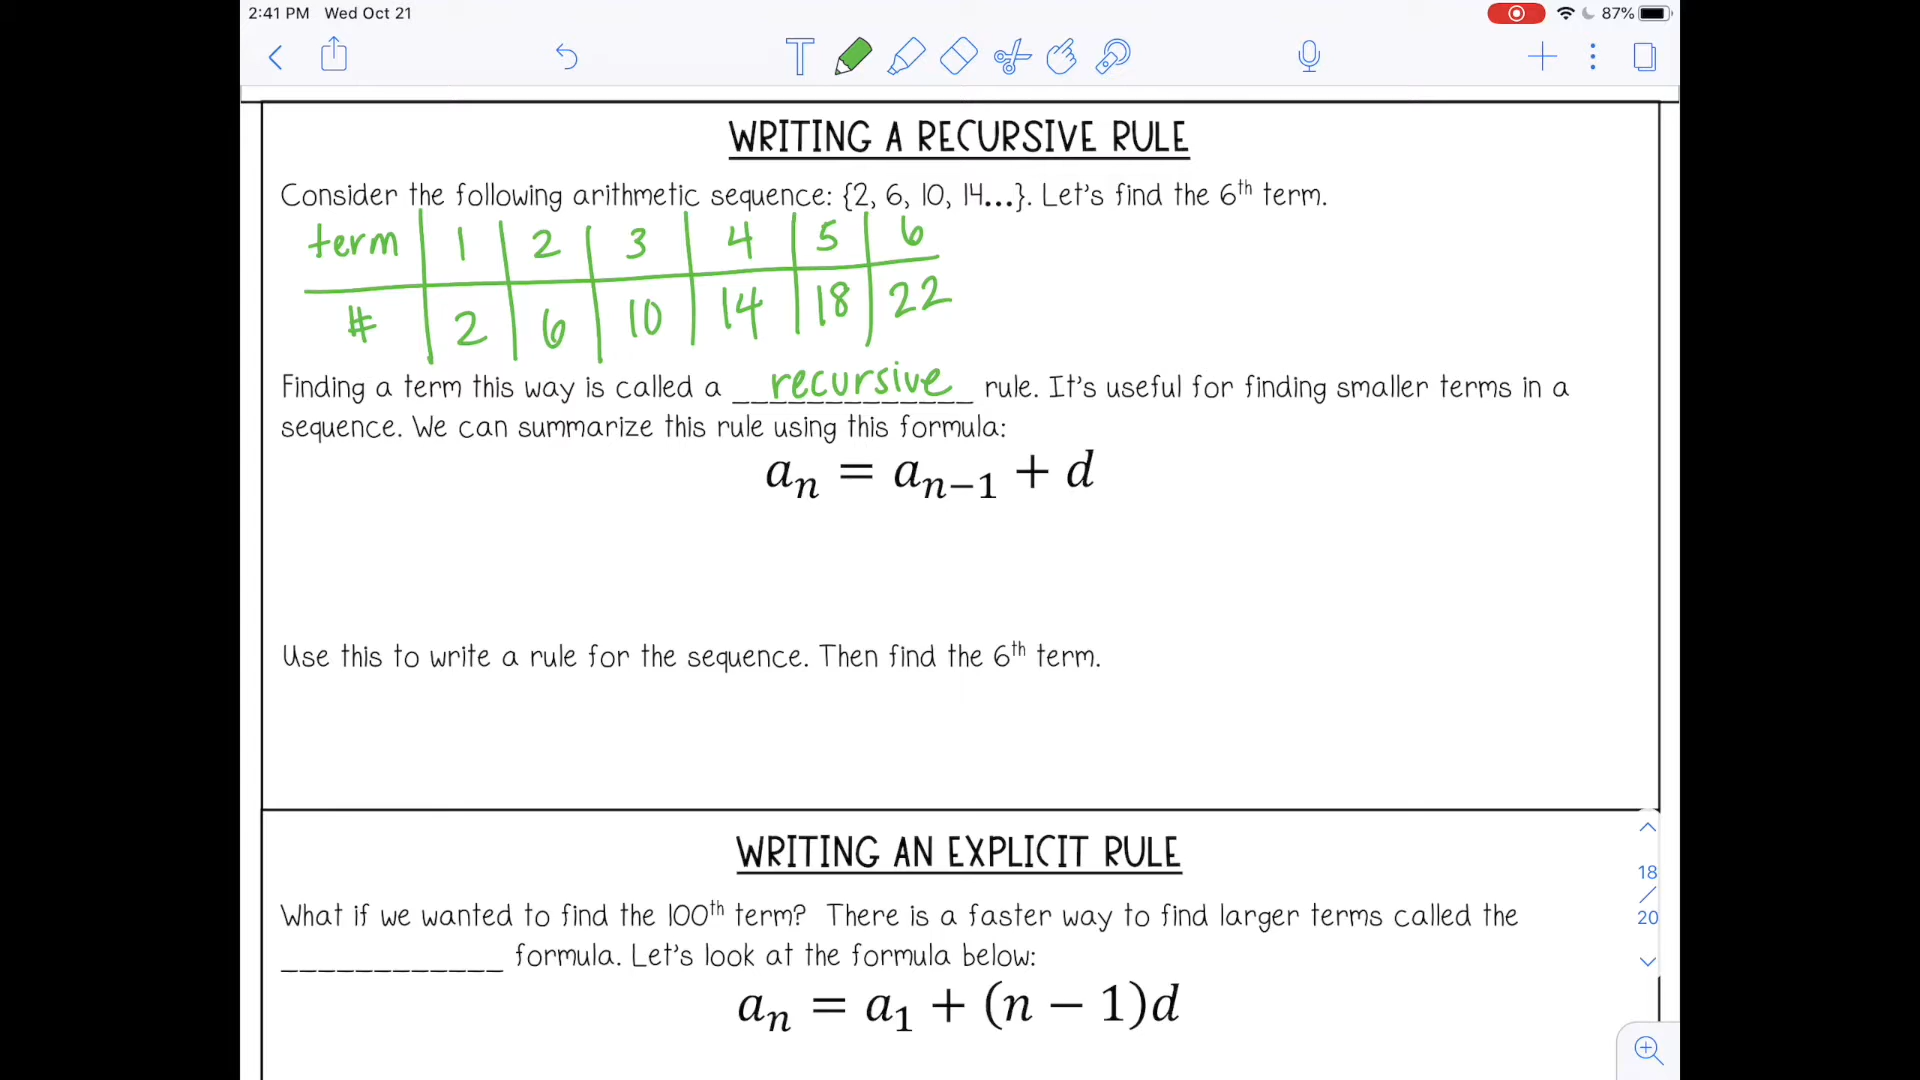 2:41 PM Wed Oct 21
87%
WRITING A RECURSIVE RULE
Consider the following arithmetic sequence: {2, 6, 10, 14...}. Let's find the 6th term.
term 1 2 3 4 5 6
# 2 6 10 14 18 22
Finding a term this way is called a recursive rule. It's useful for finding smaller terms in a
sequence. We can summarize this rule using this formula:
aₙ = aₙ₋₁ + d
Use this to write a rule for the sequence. Then find the 6th term.
WRITING AN EXPLICIT RULE
What if we wanted to find the 100th term? There is a faster way to find larger terms called the
____________ formula. Let's look at the formula below:
aₙ = a₁ + (n − 1)d
18
/
20